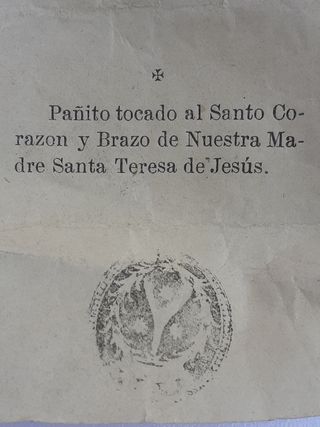 ✠
Pañito tocado al Santo Co-
razon y Brazo de Nuestra Ma-
dre Santa Teresa de Jesús.